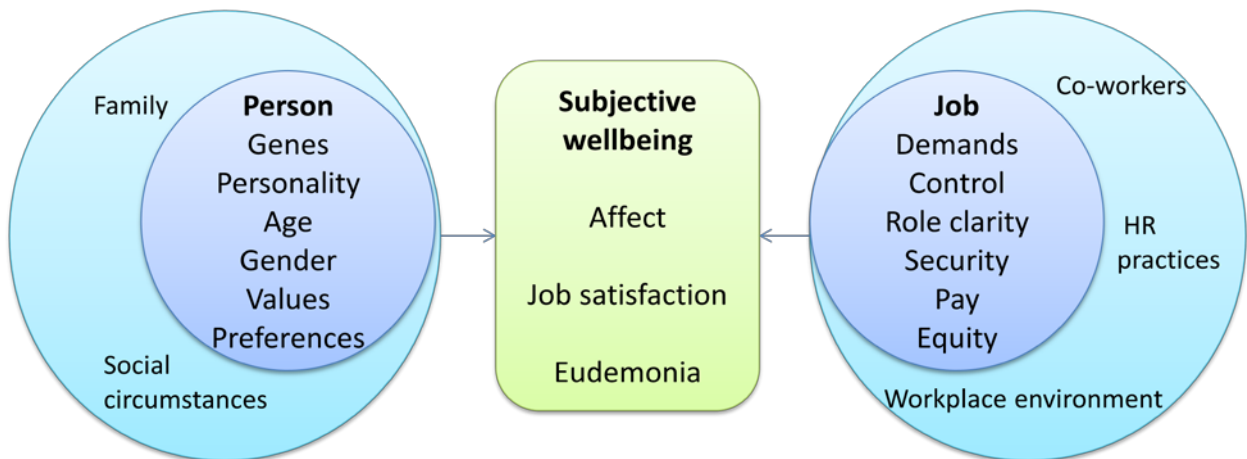 Family
Person
Genes
Personality
Age
Gender
Values
Preferences
Social
circumstances
Subjective
wellbeing
Affect
Job satisfaction
Eudemonia
Job
Demands
Control
Role clarity
Security
Pay
Equity
Co-workers
HR
practices
Workplace environment